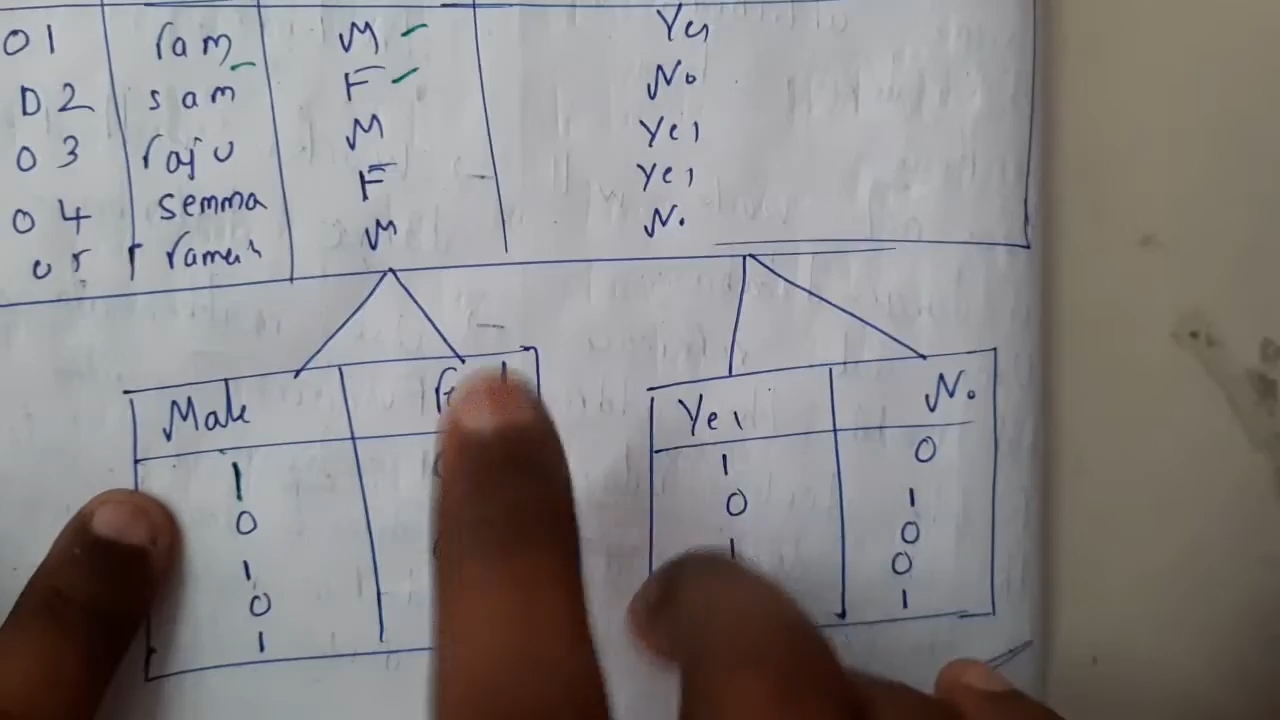 01 ram M Yes
02 sam F No
03 raju M Yes
04 semma F Yes
05 M No
Male F Yes No
1 1 0
0 0 1
1 1 0
0 0
1 1